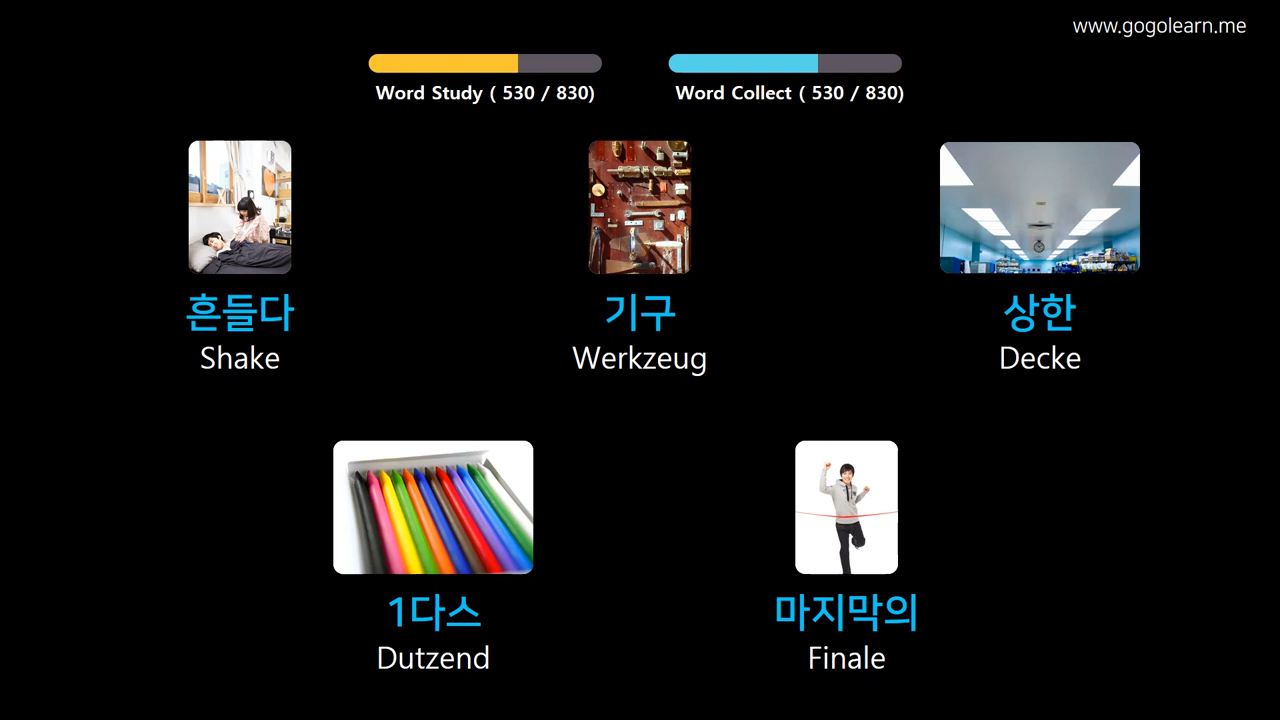 www.gogolearn.me
Word Study ( 530 / 830)
Word Collect ( 530 / 830)
흔들다
Shake
기구
Werkzeug
상한
Decke
1다스
Dutzend
마지막의
Finale